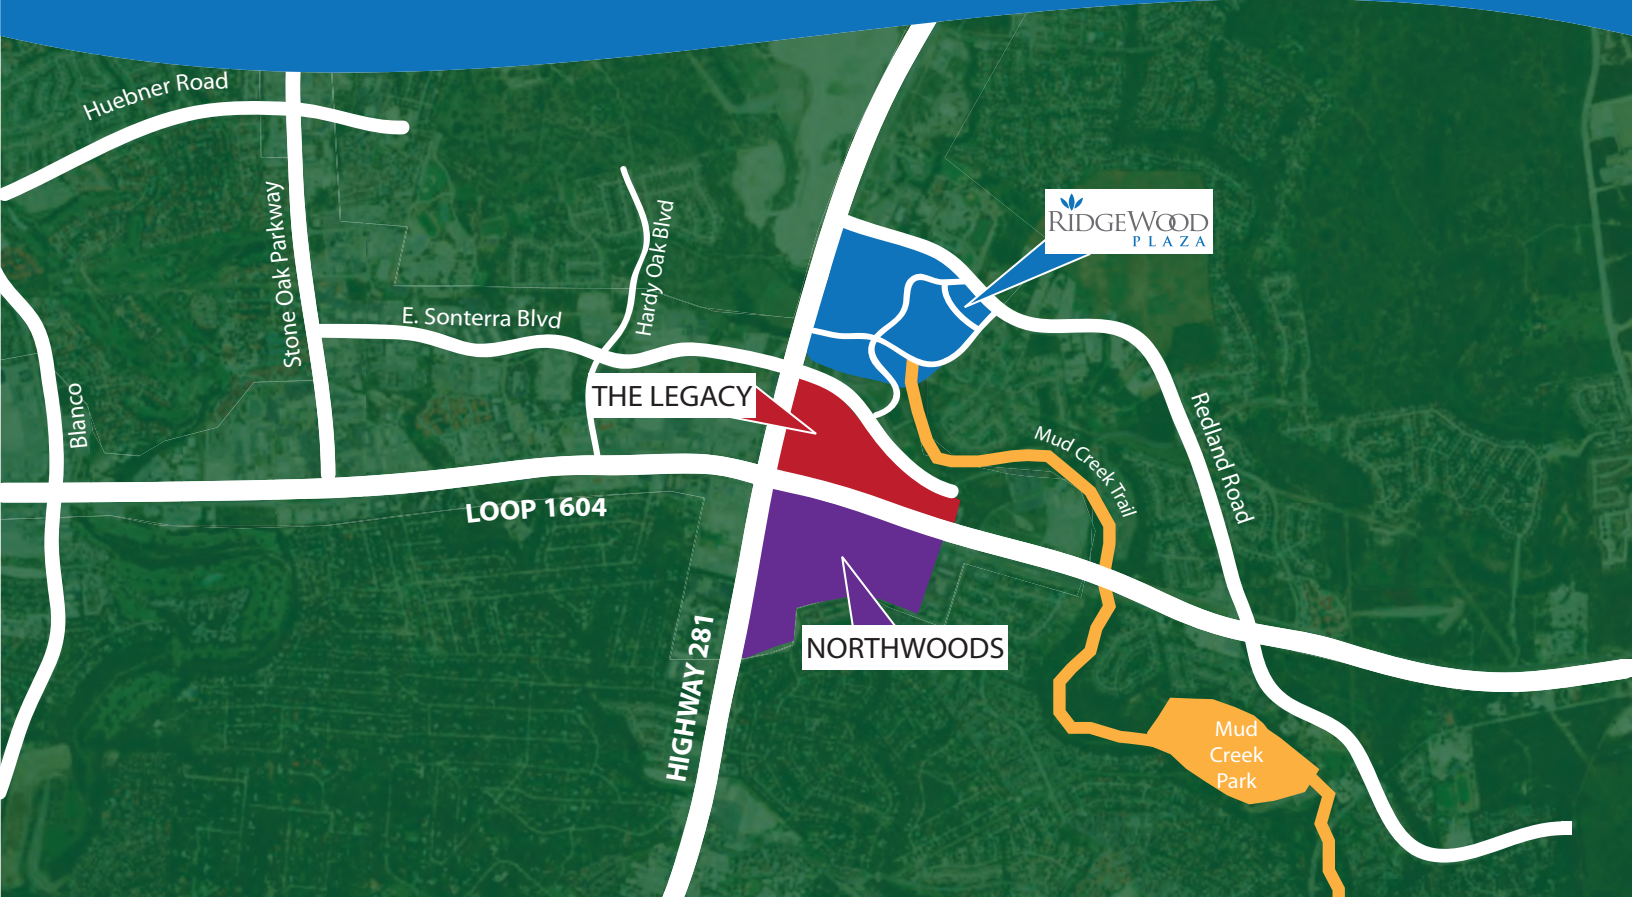 Huebner Road
Stone Oak Parkway
Hardy Oak Blvd
RIDGEWOOD
PLAZA
E. Sonterra Blvd
Blanco
THE LEGACY
Redland Road
Mud Creek Trail
LOOP 1604
HIGHWAY 281
NORTHWOODS
Mud
Creek
Park